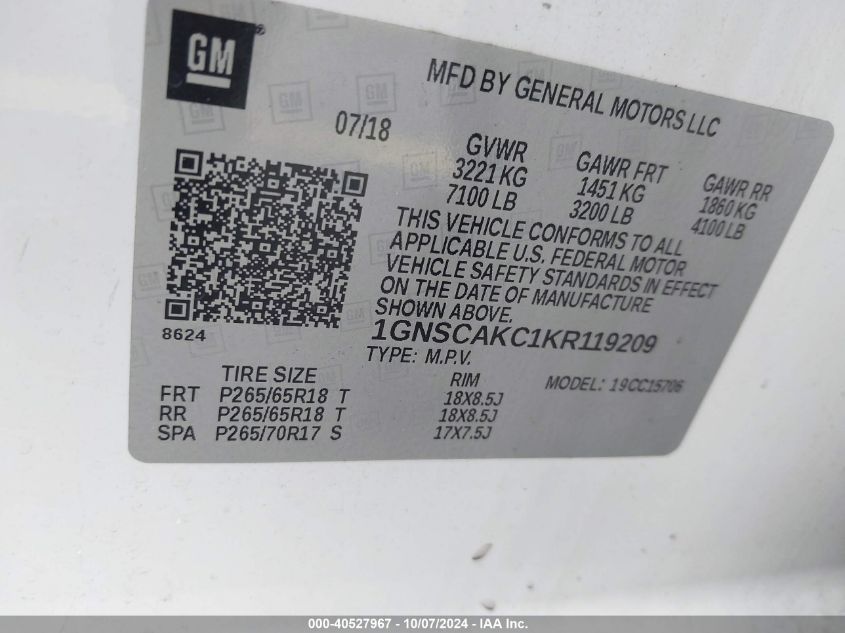 GM
MFD BY GENERAL MOTORS LLC
07/18
GVWR GAWR FRT GAWR RR
3221 KG 1451 KG 1860 KG
7100 LB 3200 LB 4100 LB
THIS VEHICLE CONFORMS TO ALL
APPLICABLE U.S. FEDERAL MOTOR
VEHICLE SAFETY STANDARDS IN EFFECT
ON THE DATE OF MANUFACTURE
SHOWN ABOVE.
8624
1GNSCAKC1KR119209
TYPE: M.P.V.
TIRE SIZE RIM MODEL: 19CC15706
FRT P265/65R18 T 18X8.5J
RR P265/65R18 T 18X8.5J
SPA P265/70R17 S 17X7.5J
000-40527967 - 10/07/2024 - IAA Inc.